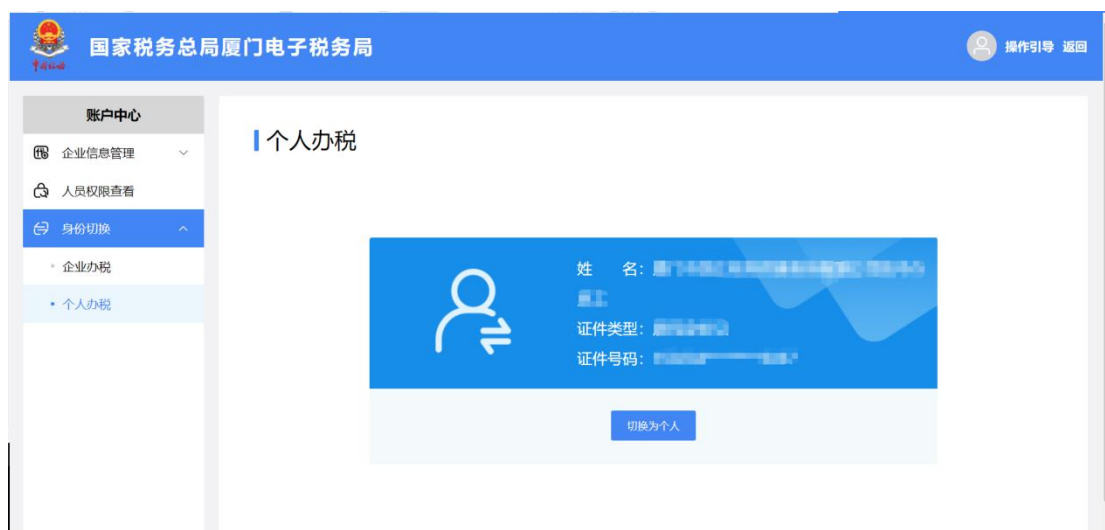 国家税务总局厦门电子税务局
操作引导 返回
账户中心
企业信息管理
人员权限查看
身份切换
企业办税
个人办税
个人办税
姓 名：
证件类型：
证件号码：
切换为个人